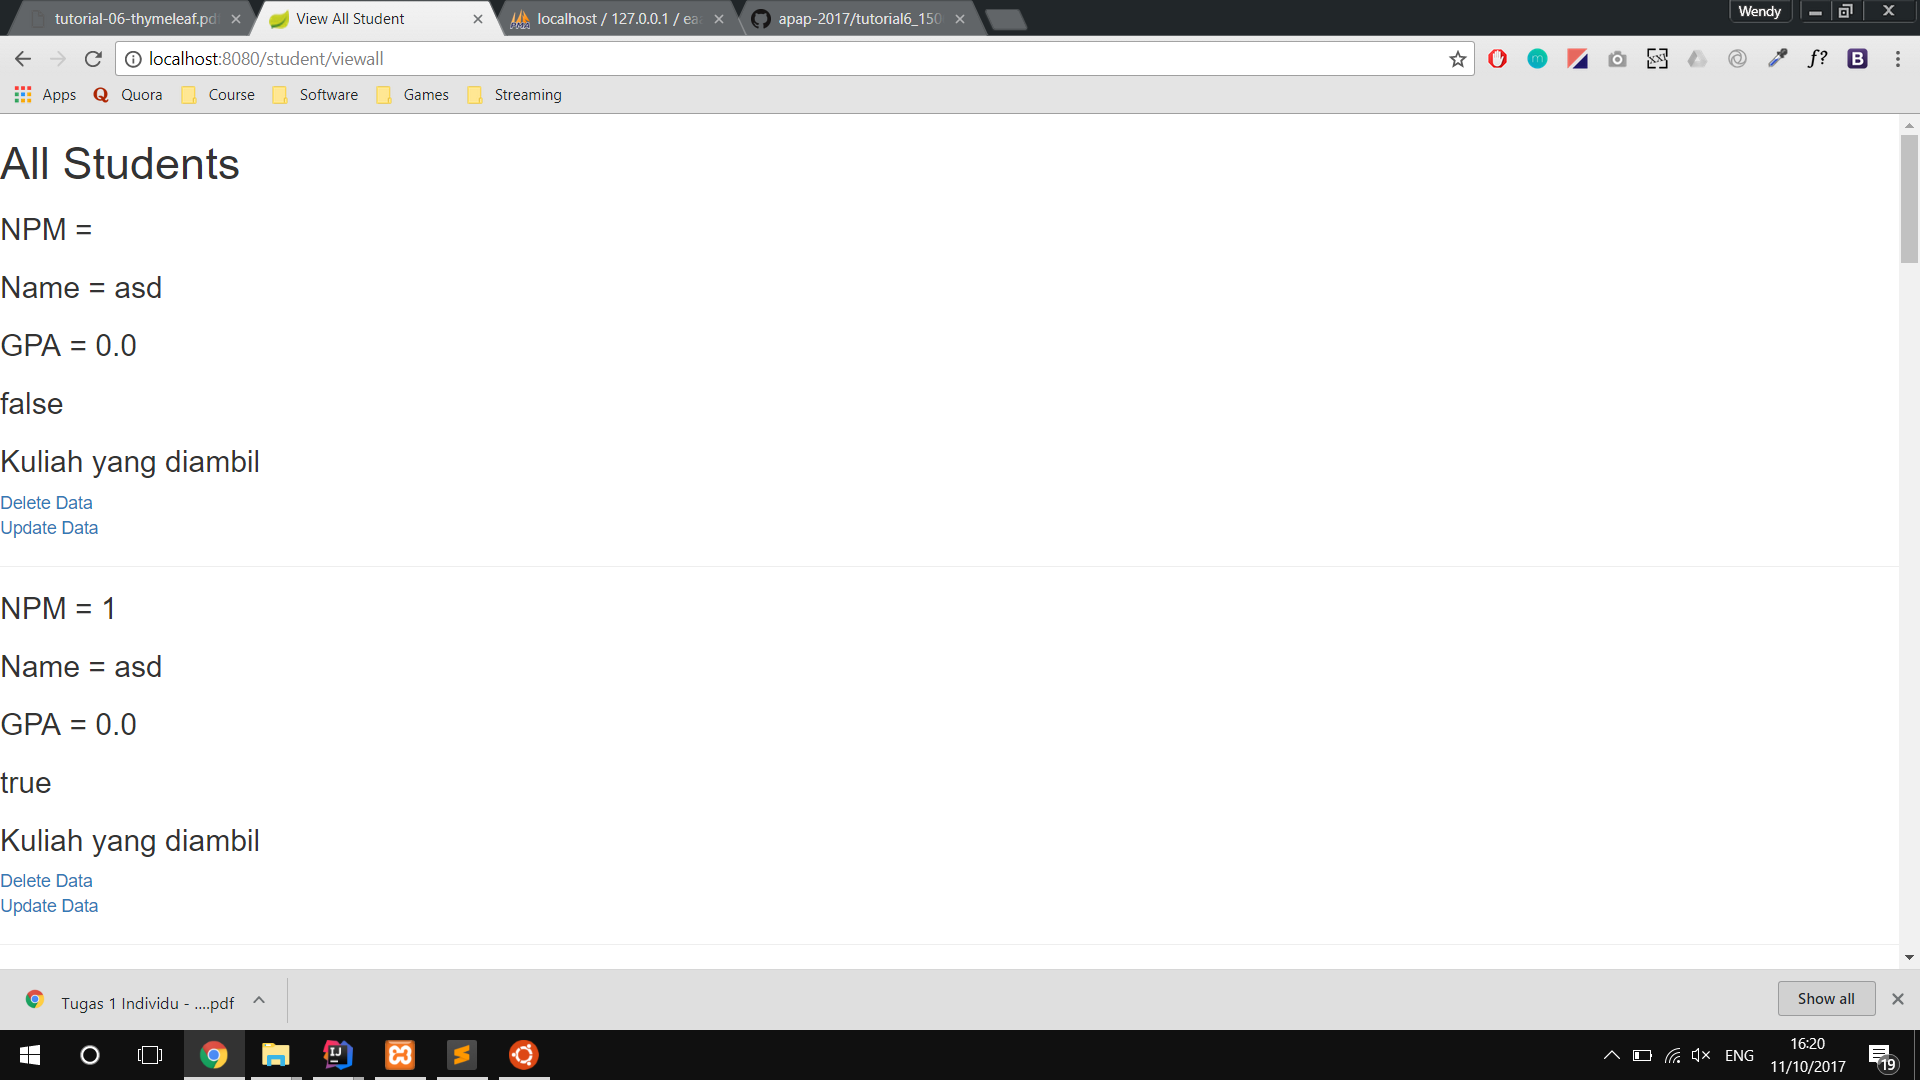 tutorial-06-thymeleaf.pdf
View All Student
localhost / 127.0.0.1 / ea
apap-2017/tutorial6_150
Wendy
localhost:8080/student/viewall
Apps
Quora
Course
Software
Games
Streaming
All Students
NPM =
Name = asd
GPA = 0.0
false
Kuliah yang diambil
Delete Data
Update Data
NPM = 1
Name = asd
GPA = 0.0
true
Kuliah yang diambil
Delete Data
Update Data
Tugas 1 Individu - ....pdf
Show all
ENG
16:20
11/10/2017
19